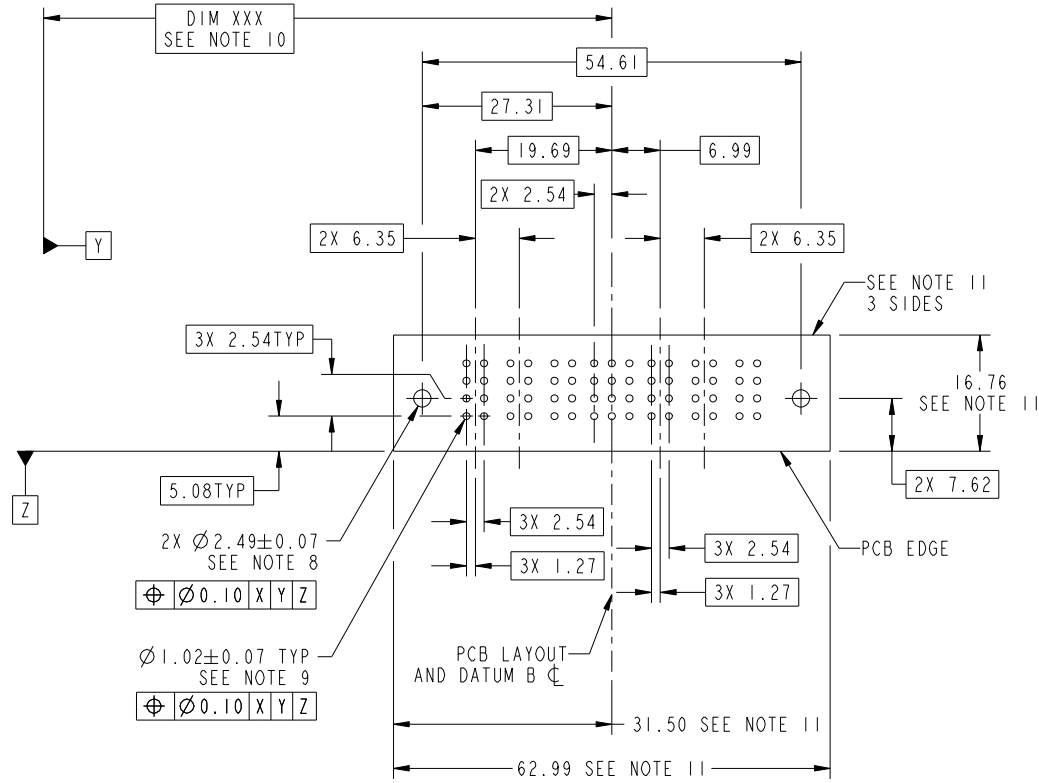 DIM XXX
SEE NOTE 10
54.61
27.31
19.69
6.99
2X 2.54
2X 6.35
2X 6.35
Y
SEE NOTE 11
3 SIDES
3X 2.54TYP
16.76
SEE NOTE 11
5.08TYP
2X 7.62
Z
3X 2.54
2X Ø2.49±0.07
SEE NOTE 8
3X 2.54
PCB EDGE
3X 1.27
⌖ Ø0.10 X Y Z
3X 1.27
Ø1.02±0.07 TYP
SEE NOTE 9
PCB LAYOUT
AND DATUM B ℄
⌖ Ø0.10 X Y Z
31.50 SEE NOTE 11
62.99 SEE NOTE 11